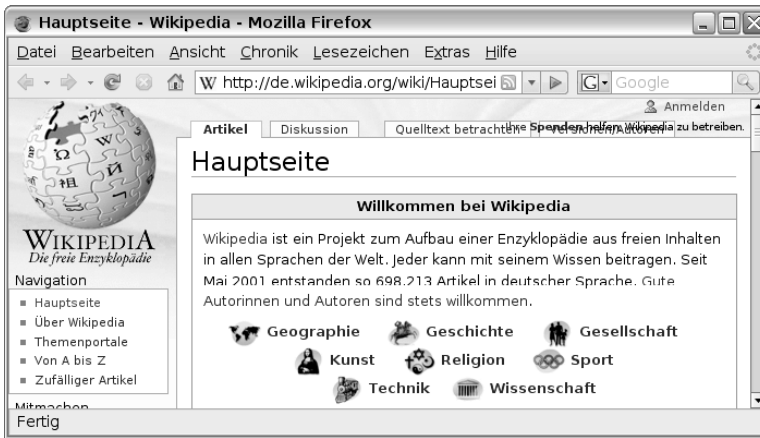 Hauptseite - Wikipedia - Mozilla Firefox
Datei Bearbeiten Ansicht Chronik Lesezeichen Extras Hilfe
W http://de.wikipedia.org/wiki/Hauptsei G Google
Anmelden
Artikel Diskussion Quelltext betrachten Versionen/Autoren
Ihre Spenden helfen, Wikipedia zu betreiben.
Hauptseite
Willkommen bei Wikipedia
Wikipedia ist ein Projekt zum Aufbau einer Enzyklopädie aus freien Inhalten
in allen Sprachen der Welt. Jeder kann mit seinem Wissen beitragen. Seit
Mai 2001 entstanden so 698.213 Artikel in deutscher Sprache. Gute
Autorinnen und Autoren sind stets willkommen.
Geographie Geschichte Gesellschaft
Kunst Religion Sport
Technik Wissenschaft
WIKIPEDIA
Die freie Enzyklopädie
Navigation
Hauptseite
Über Wikipedia
Themenportale
Von A bis Z
Zufälliger Artikel
Mitmachen
Fertig